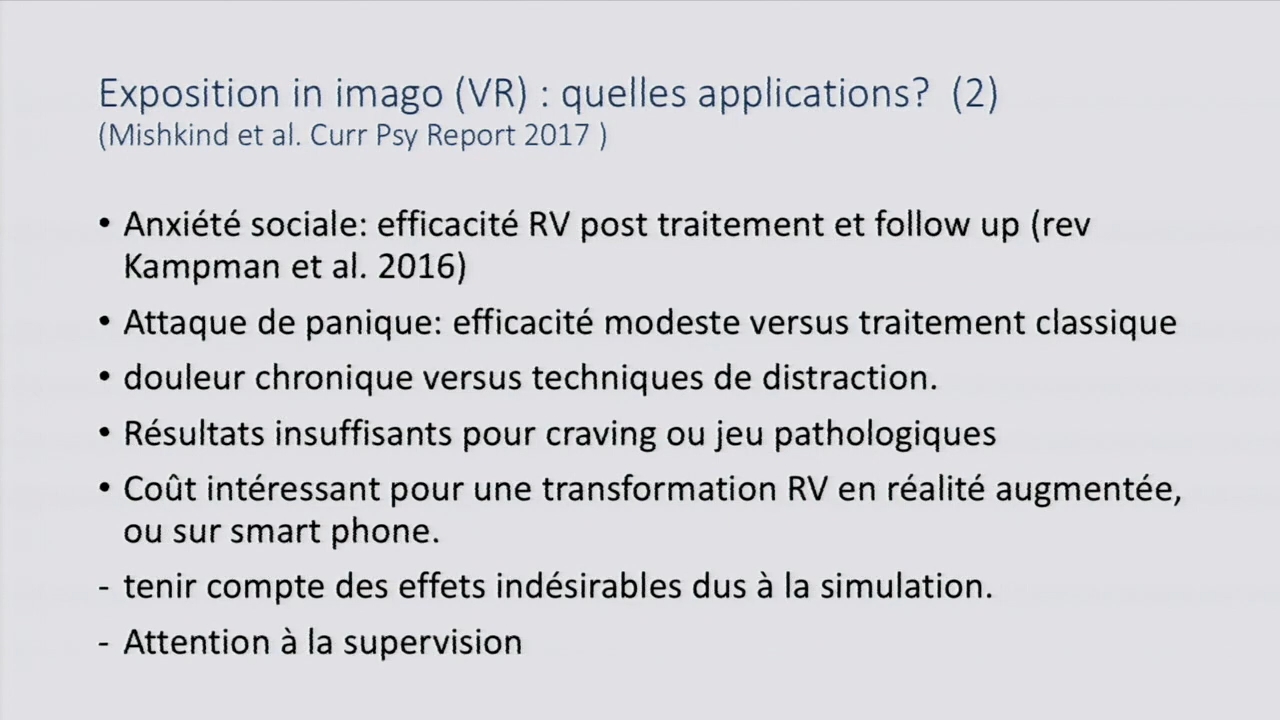 Exposition in imago (VR) : quelles applications? (2)
(Mishkind et al. Curr Psy Report 2017 )
• Anxiété sociale: efficacité RV post traitement et follow up (rev
Kampman et al. 2016)
• Attaque de panique: efficacité modeste versus traitement classique
• douleur chronique versus techniques de distraction.
• Résultats insuffisants pour craving ou jeu pathologiques
• Coût intéressant pour une transformation RV en réalité augmentée,
ou sur smart phone.
- tenir compte des effets indésirables dus à la simulation.
- Attention à la supervision